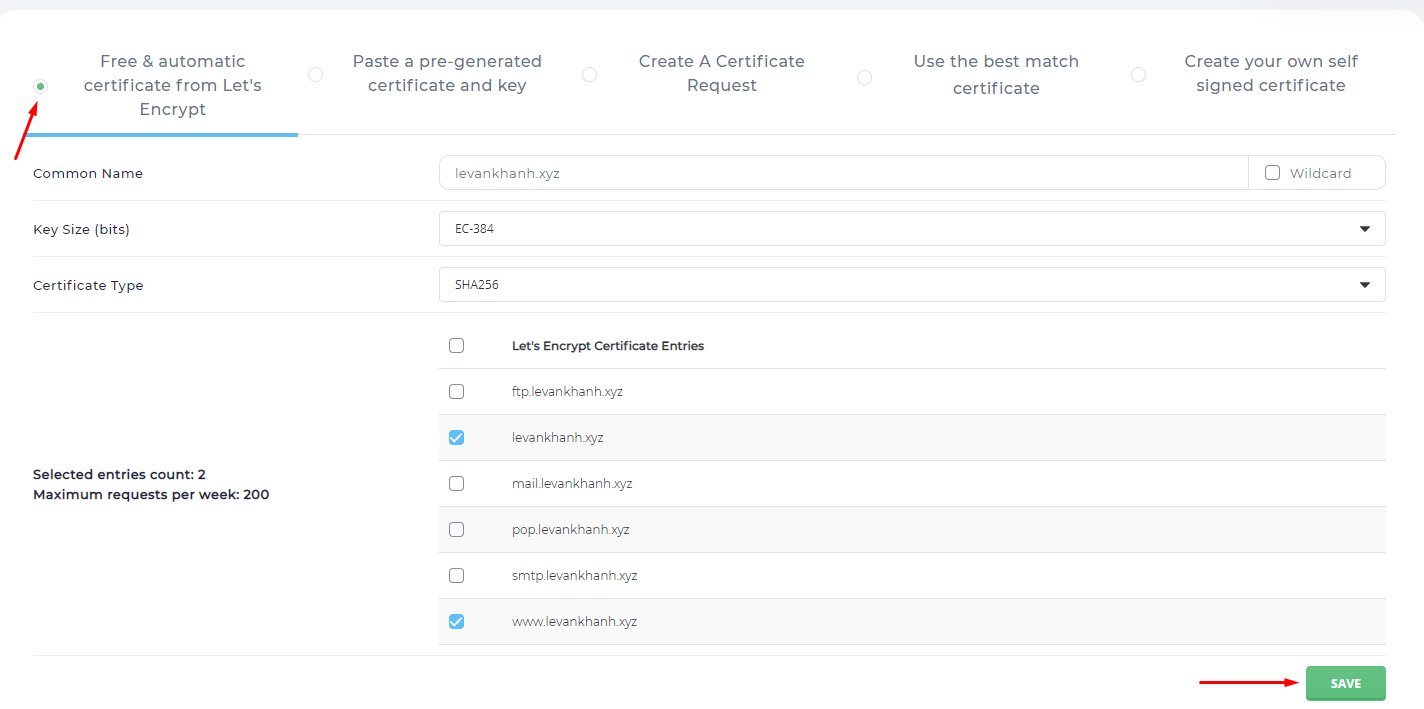 Free & automatic
certificate from Let's
Encrypt
Paste a pre-generated
certificate and key
Create A Certificate
Request
Use the best match
certificate
Create your own self
signed certificate
Common Name
levankhanh.xyz
Wildcard
Key Size (bits)
EC-384
Certificate Type
SHA256
Let's Encrypt Certificate Entries
ftp.levankhanh.xyz
levankhanh.xyz
mail.levankhanh.xyz
pop.levankhanh.xyz
smtp.levankhanh.xyz
www.levankhanh.xyz
Selected entries count: 2
Maximum requests per week: 200
SAVE